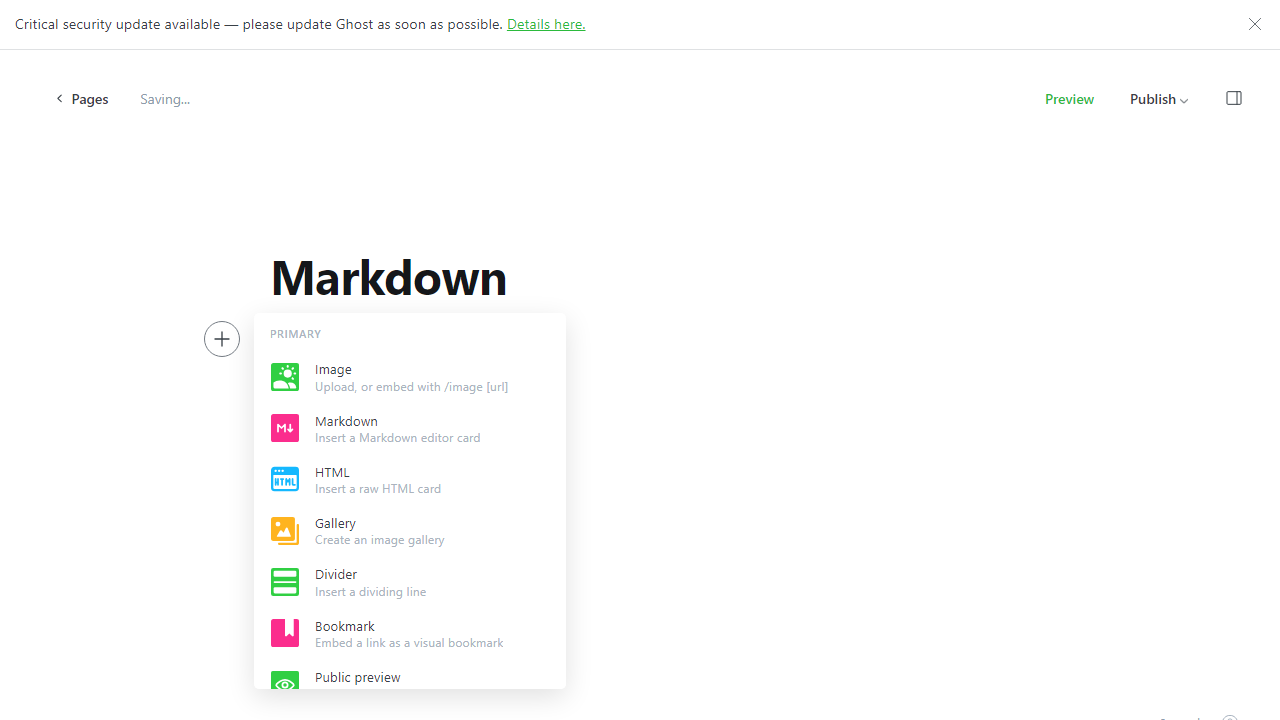 Critical security update available — please update Ghost as soon as possible. Details here.
Pages
Saving...
Preview
Publish
Markdown
PRIMARY
Image
Upload, or embed with /image [url]
Markdown
Insert a Markdown editor card
HTML
Insert a raw HTML card
Gallery
Create an image gallery
Divider
Insert a dividing line
Bookmark
Embed a link as a visual bookmark
Public preview